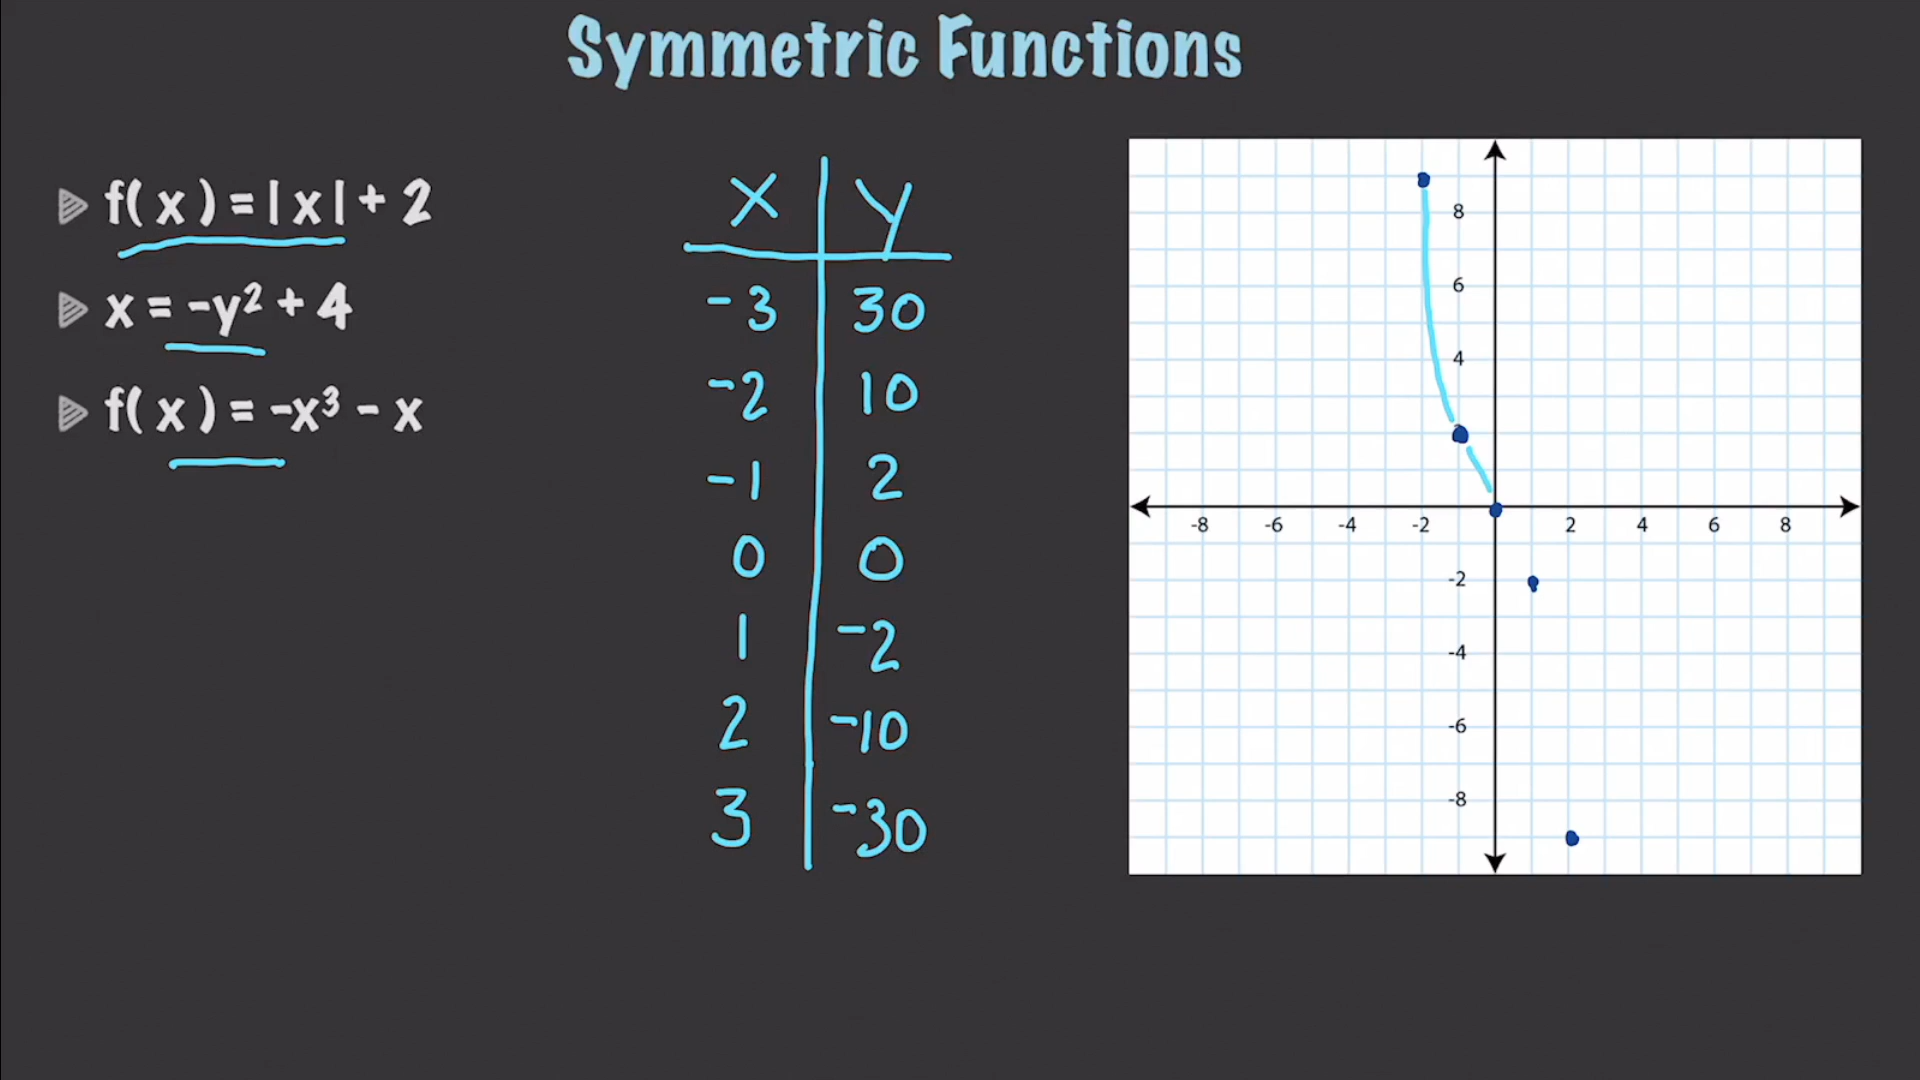 Symmetric Functions
f( x ) = | x | + 2
x = -y² + 4
f( x ) = -x³ - x
X Y
-3 30
-2 10
-1 2
0 0
1 -2
2 -10
3 -30
8
6
4
-8 -6 -4 -2 2 4 6 8
-2
-4
-6
-8